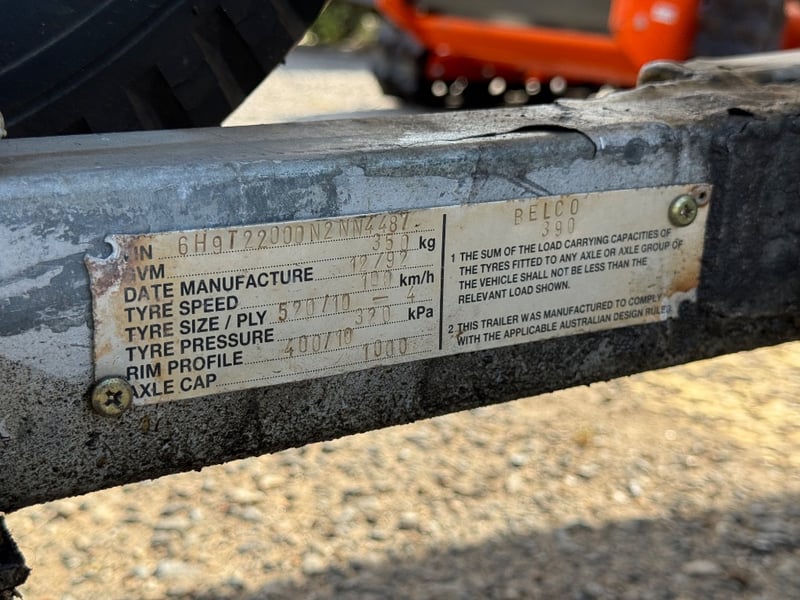 IN 6H9T22000N2NN4487
VM 350 kg
DATE MANUFACTURE 12/92
TYRE SPEED 100 km/h
TYRE SIZE / PLY 520/10 — 4
TYRE PRESSURE 320 kPa
RIM PROFILE 400/10
AXLE CAP 1000
BELCO
390
1 THE SUM OF THE LOAD CARRYING CAPACITIES OF
THE TYRES FITTED TO ANY AXLE OR AXLE GROUP OF
THE VEHICLE SHALL NOT BE LESS THAN THE
RELEVANT LOAD SHOWN.
2 THIS TRAILER WAS MANUFACTURED TO COMPLY
WITH THE APPLICABLE AUSTRALIAN DESIGN RULES